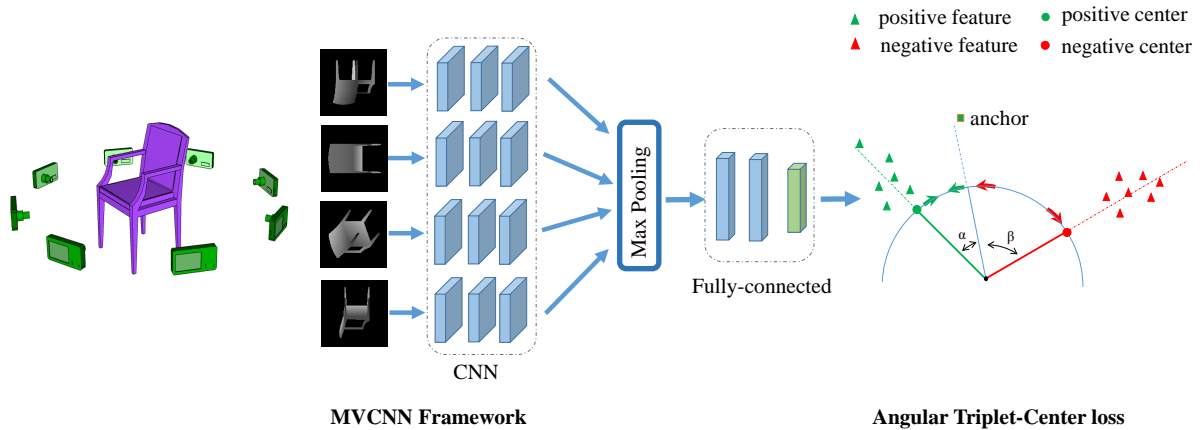 positive feature
positive center
negative feature
negative center
anchor
Max Pooling
α
β
Fully-connected
CNN
MVCNN Framework
Angular Triplet-Center loss